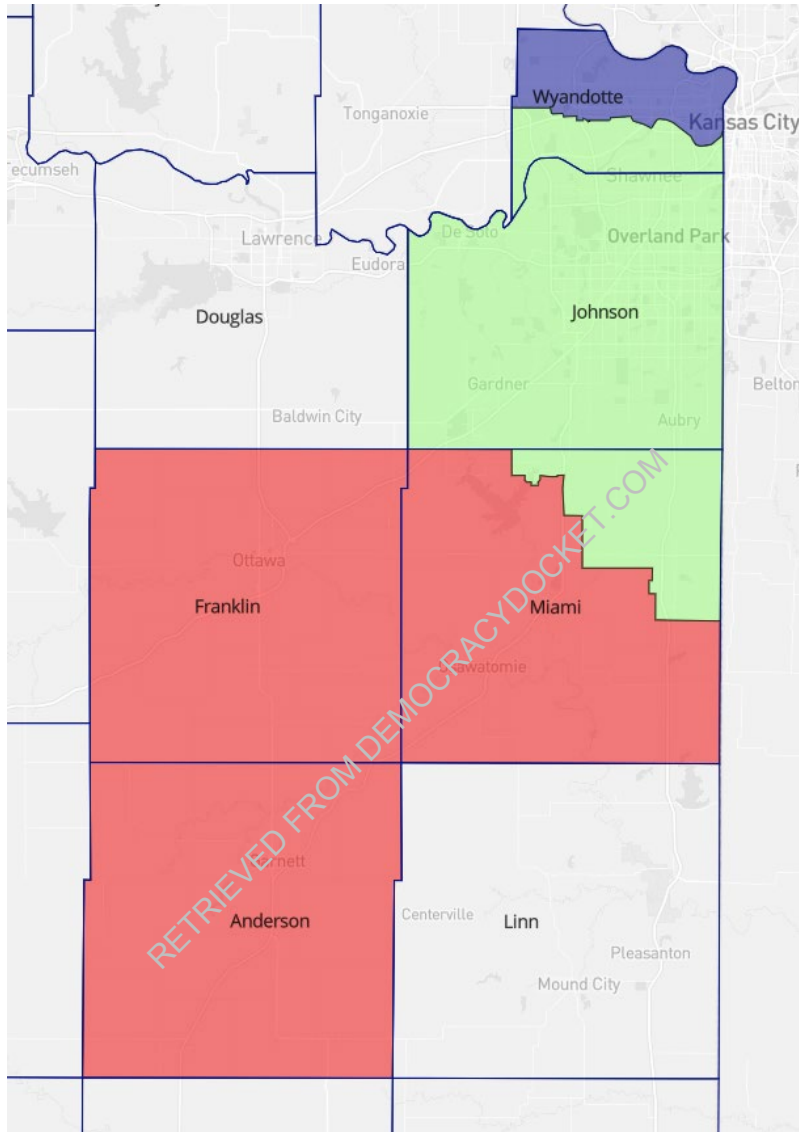 Wyandotte
Tonganoxie
Kansas City
Tecumseh
Shawnee
De Soto
Lawrence
Overland Park
Eudora
Douglas
Johnson
Gardner
Belton
Baldwin City
Aubry
Ottawa
Franklin
Miami
Osawatomie
RETRIEVED FROM DEMOCRACYDOCKET.COM
Garnett
Anderson
Centerville
Linn
Pleasanton
Mound City